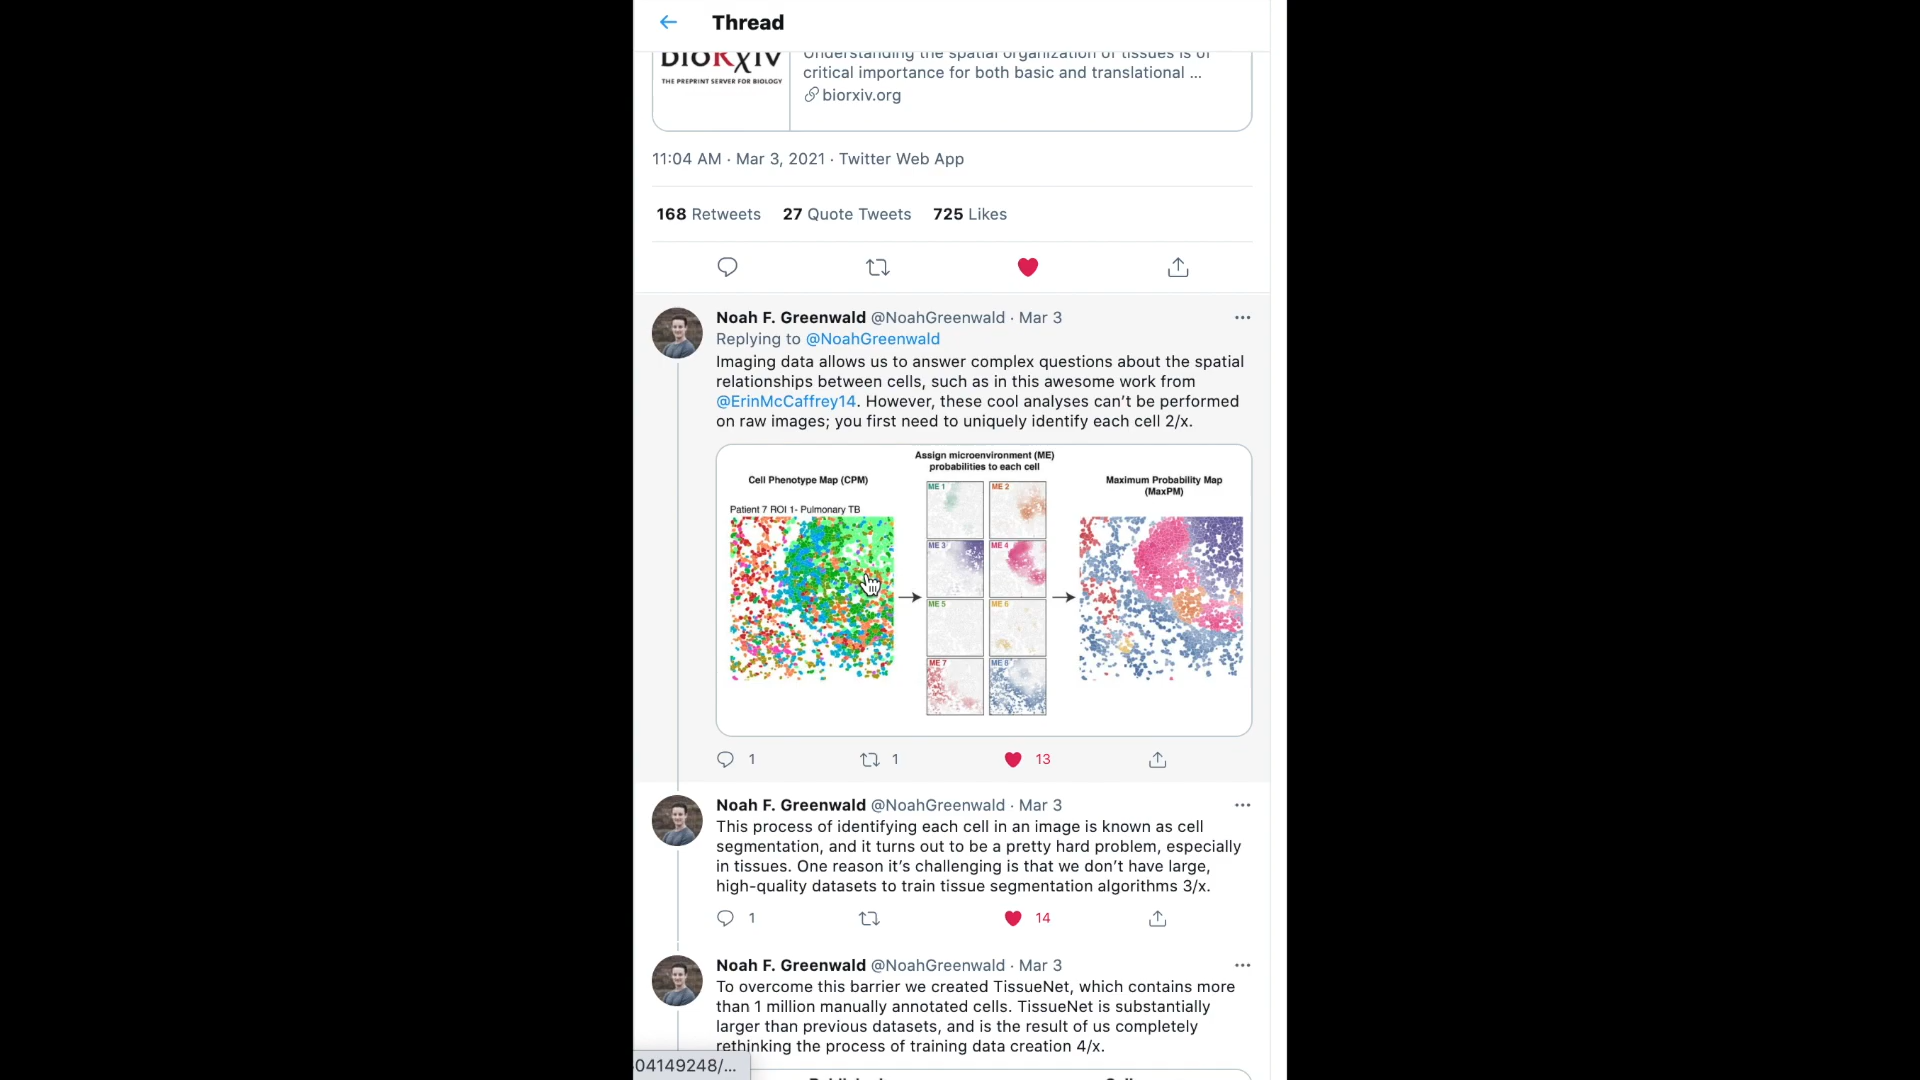 Thread
bioRxiv
THE PREPRINT SERVER FOR BIOLOGY
Understanding the spatial organization of tissues is of
critical importance for both basic and translational ...
biorxiv.org
11:04 AM · Mar 3, 2021 · Twitter Web App
168 Retweets 27 Quote Tweets 725 Likes
Noah F. Greenwald @NoahGreenwald · Mar 3
Replying to @NoahGreenwald
Imaging data allows us to answer complex questions about the spatial
relationships between cells, such as in this awesome work from
@ErinMcCaffrey14. However, these cool analyses can’t be performed
on raw images; you first need to uniquely identify each cell 2/x.
Cell Phenotype Map (CPM)
Patient 7 ROI 1- Pulmonary TB
Assign microenvironment (ME)
probabilities to each cell
ME 1
ME 2
ME 3
ME 4
ME 5
ME 6
ME 7
ME 8
Maximum Probability Map
(MaxPM)
1 1 13
Noah F. Greenwald @NoahGreenwald · Mar 3
This process of identifying each cell in an image is known as cell
segmentation, and it turns out to be a pretty hard problem, especially
in tissues. One reason it’s challenging is that we don’t have large,
high-quality datasets to train tissue segmentation algorithms 3/x.
1 14
Noah F. Greenwald @NoahGreenwald · Mar 3
To overcome this barrier we created TissueNet, which contains more
than 1 million manually annotated cells. TissueNet is substantially
larger than previous datasets, and is the result of us completely
rethinking the process of training data creation 4/x.
04149248/...